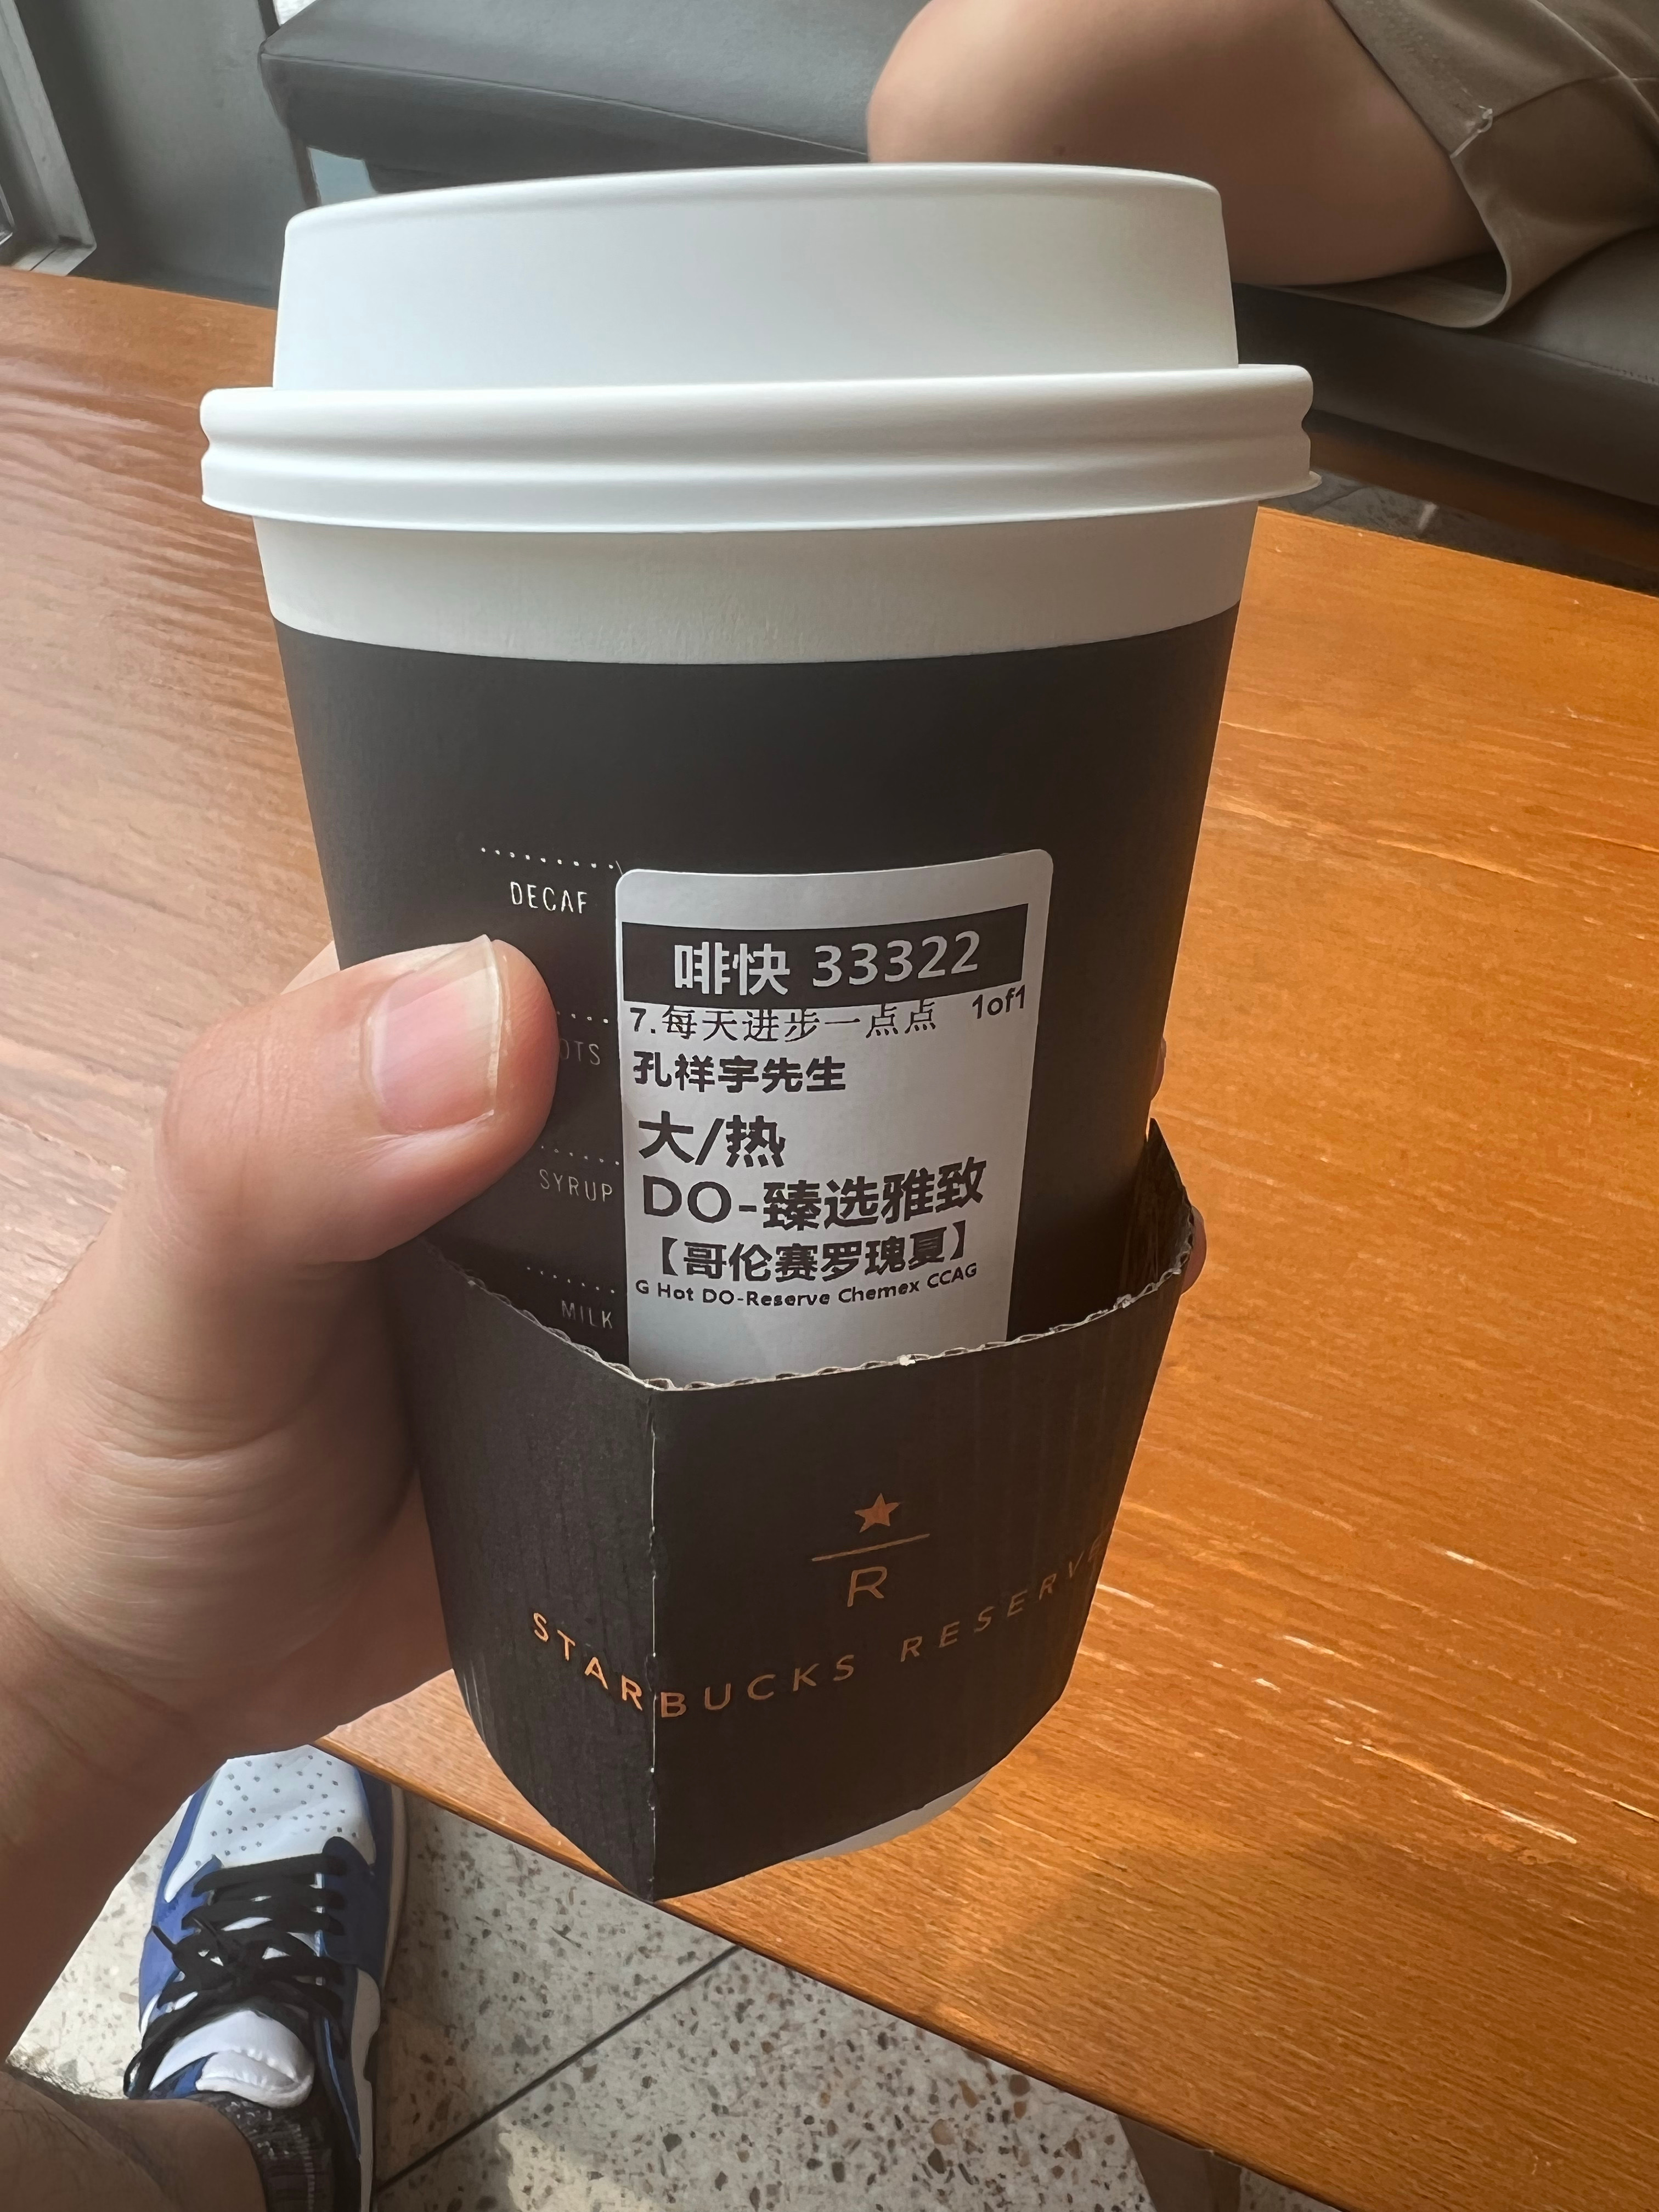 DECAF
啡快 33322
7.每天进步一点点 1of1
OTS
孔祥宇先生
大/热
SYRUP
DO-臻选雅致
【哥伦赛罗瑰夏】
G Hot DO-Reserve Chemex CCAG
MILK
R
STARBUCKS RESERVE